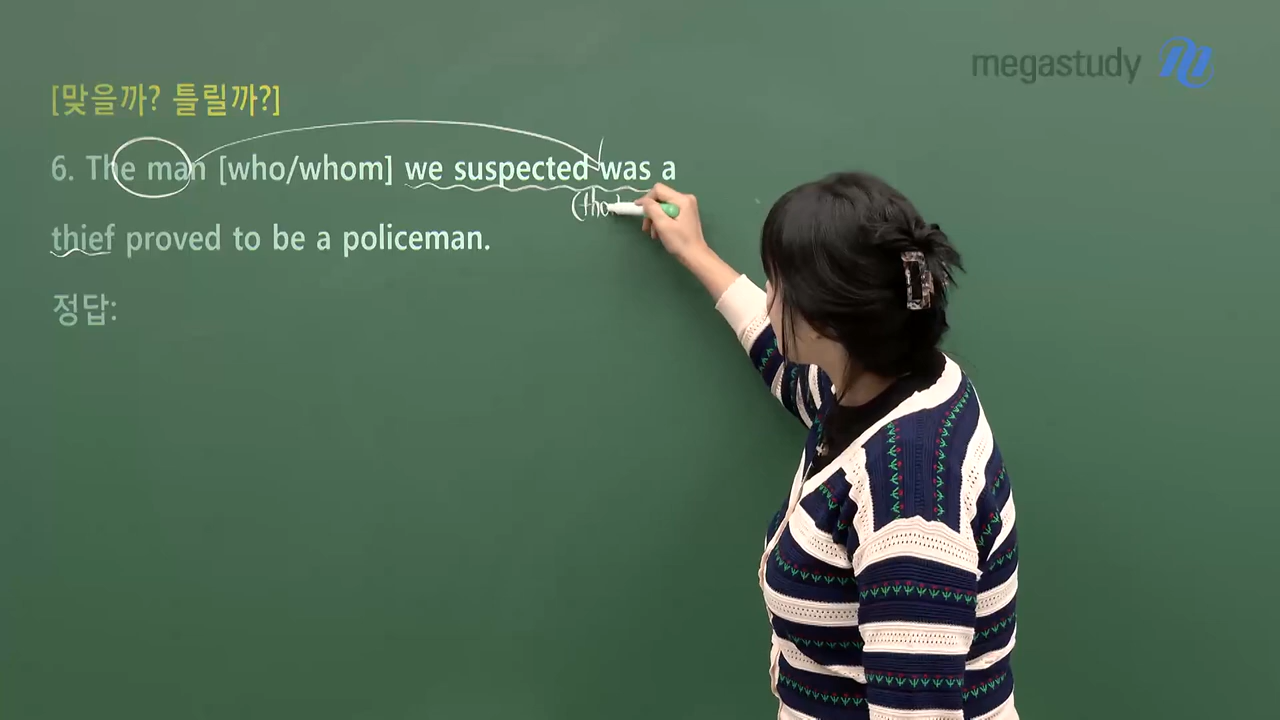 megastudy
[맞을까? 틀릴까?]
6. The man [who/whom] we suspected was a
thief proved to be a policeman.
정답: